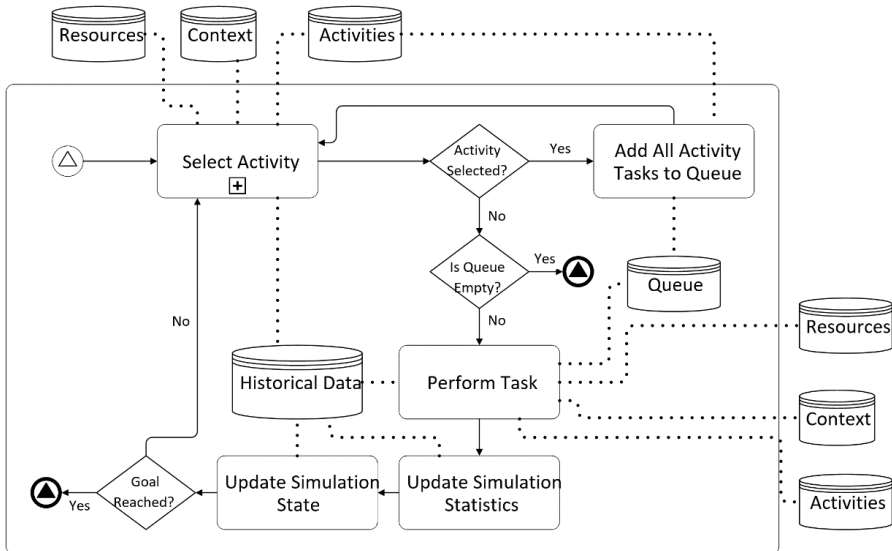 Resources
Context
Activities
Select Activity
Activity
Selected?
Yes
Add All Activity
Tasks to Queue
No
Is Queue
Empty?
Yes
Queue
No
No
Resources
Historical Data
Perform Task
Context
Goal
Reached?
Yes
Update Simulation
State
Update Simulation
Statistics
Activities